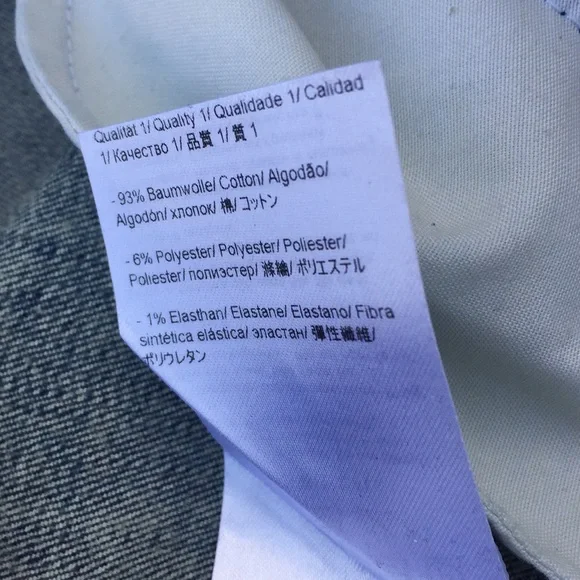 Qualität 1/ Quality 1/ Qualidade 1/ Calidad
1/ Качество 1/ 品質 1/ 質 1
- 93% Baumwolle/ Cotton/ Algodão/
Algodón/ хлопок/ 棉/ コットン
- 6% Polyester/ Polyester/ Poliester/
Poliester/ полиэстер/ 滌綸/ ポリエステル
- 1% Elasthan/ Elastane/ Elastano/ Fibra
sintética elástica/ эластан/ 彈性纖維/
ポリウレタン